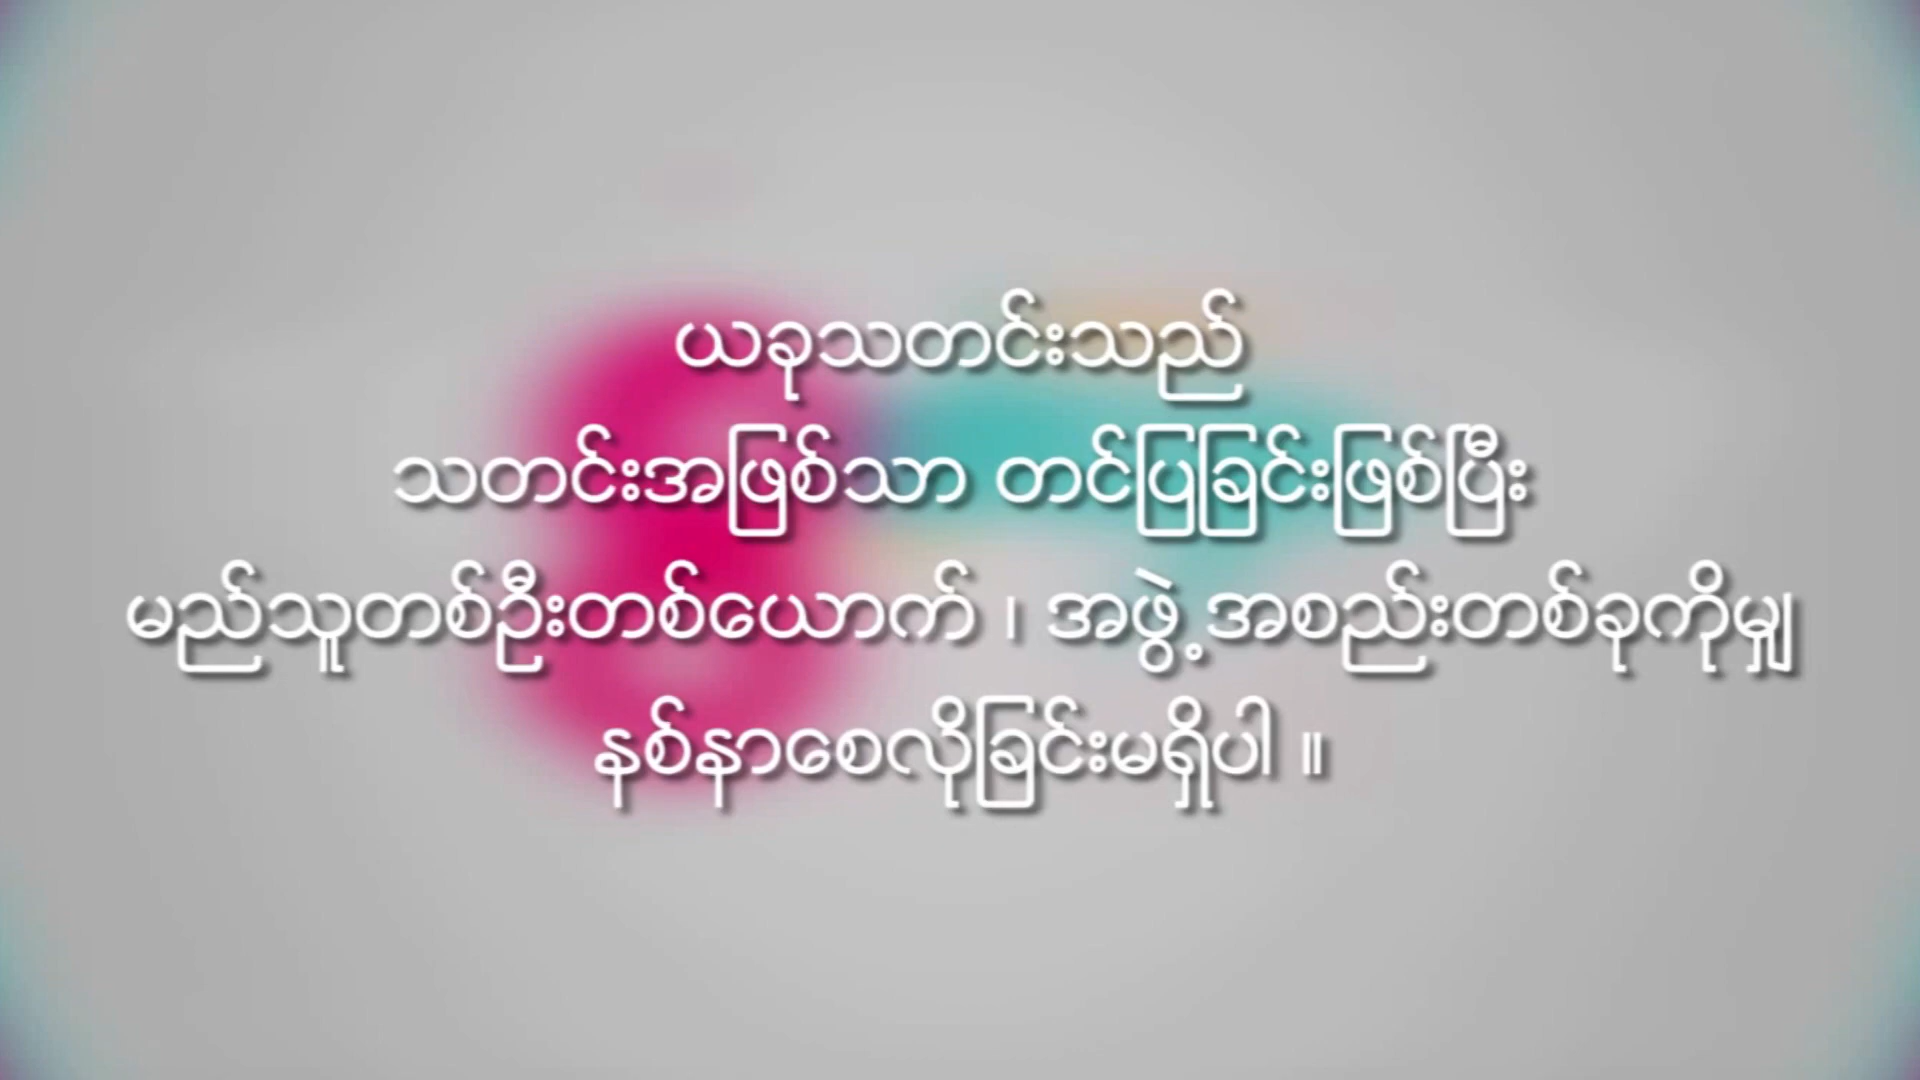 ယခုသတင်းသည်
သတင်းအဖြစ်သာ တင်ပြခြင်းဖြစ်ပြီး
မည်သူတစ်ဦးတစ်ယောက် ၊ အဖွဲ့အစည်းတစ်ခုကိုမျှ
နစ်နာစေလိုခြင်းမရှိပါ ။